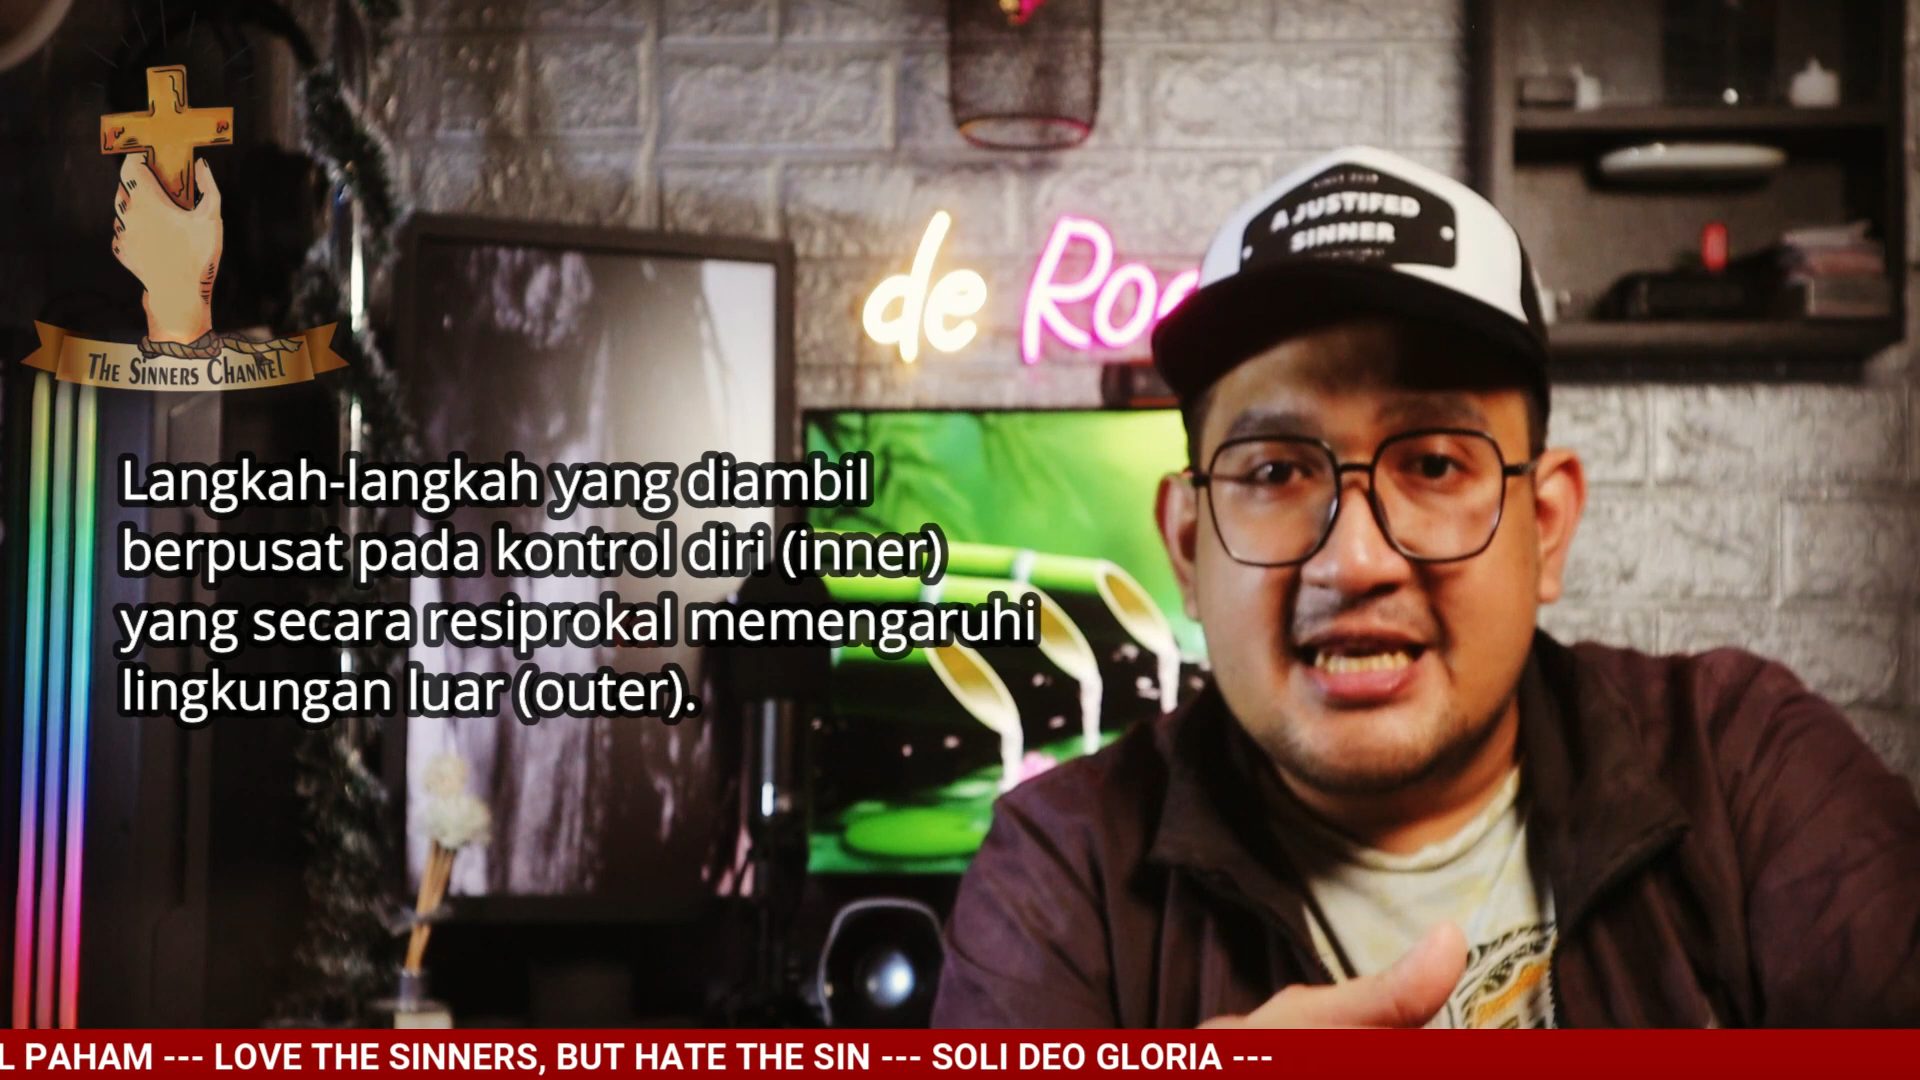 THE SINNERS CHANNEL
de Roo
A JUSTIFED
SINNER
Langkah-langkah yang diambil
berpusat pada kontrol diri (inner)
yang secara resiprokal memengaruhi
lingkungan luar (outer).
L PAHAM --- LOVE THE SINNERS, BUT HATE THE SIN --- SOLI DEO GLORIA ---